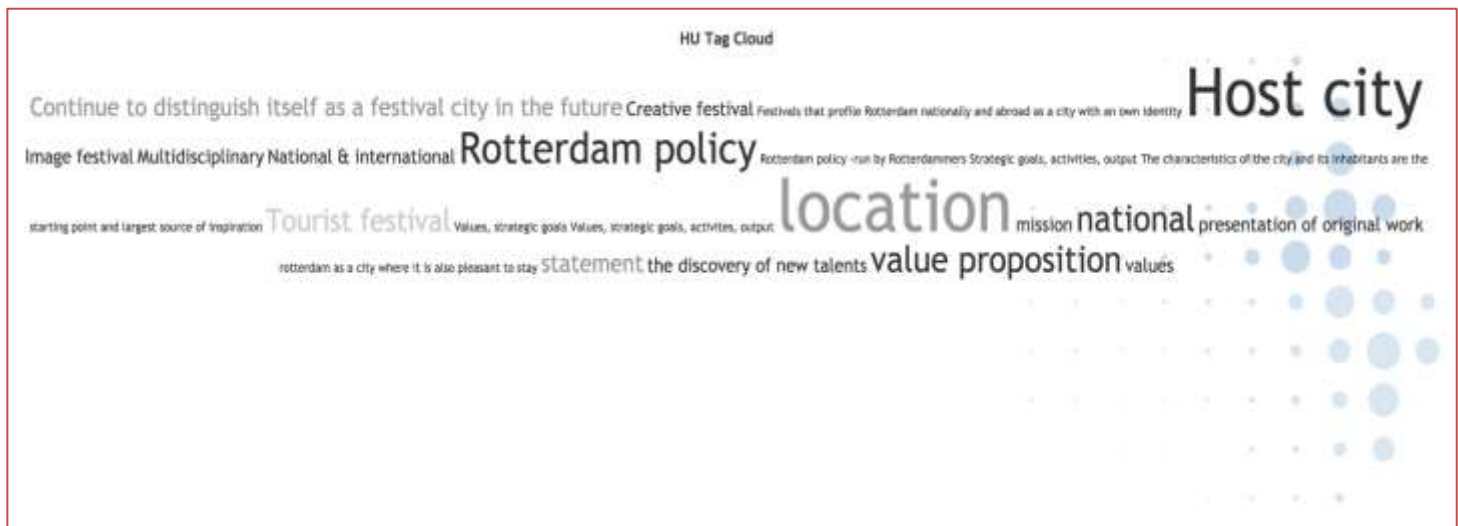 HU Tag Cloud
Continue to distinguish itself as a festival city in the future Creative festival Festivals that profile Rotterdam nationally and abroad as a city with an own identity Host city
Image festival Multidisciplinary National & international Rotterdam policy Rotterdam policy -run by Rotterdammers Strategic goals, activities, output The characteristics of the city and its inhabitants are the
starting point and largest source of inspiration Tourist festival Values, strategic goals Values, strategic goals, activites, output location mission national presentation of original work
rotterdam as a city where it is also pleasant to stay statement the discovery of new talents value proposition values